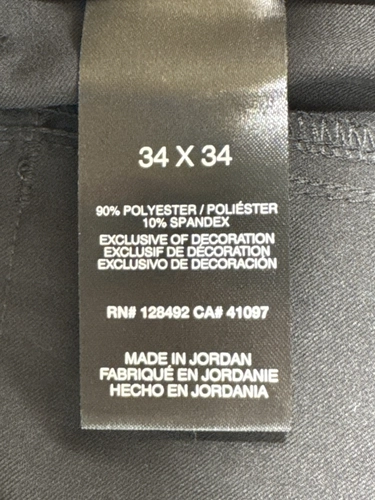 34 X 34
90% POLYESTER / POLIÉSTER
10% SPANDEX
EXCLUSIVE OF DECORATION
EXCLUSIF DE DÉCORATION
EXCLUSIVO DE DECORACIÓN
RN# 128492 CA# 41097
MADE IN JORDAN
FABRIQUÉ EN JORDANIE
HECHO EN JORDANIA